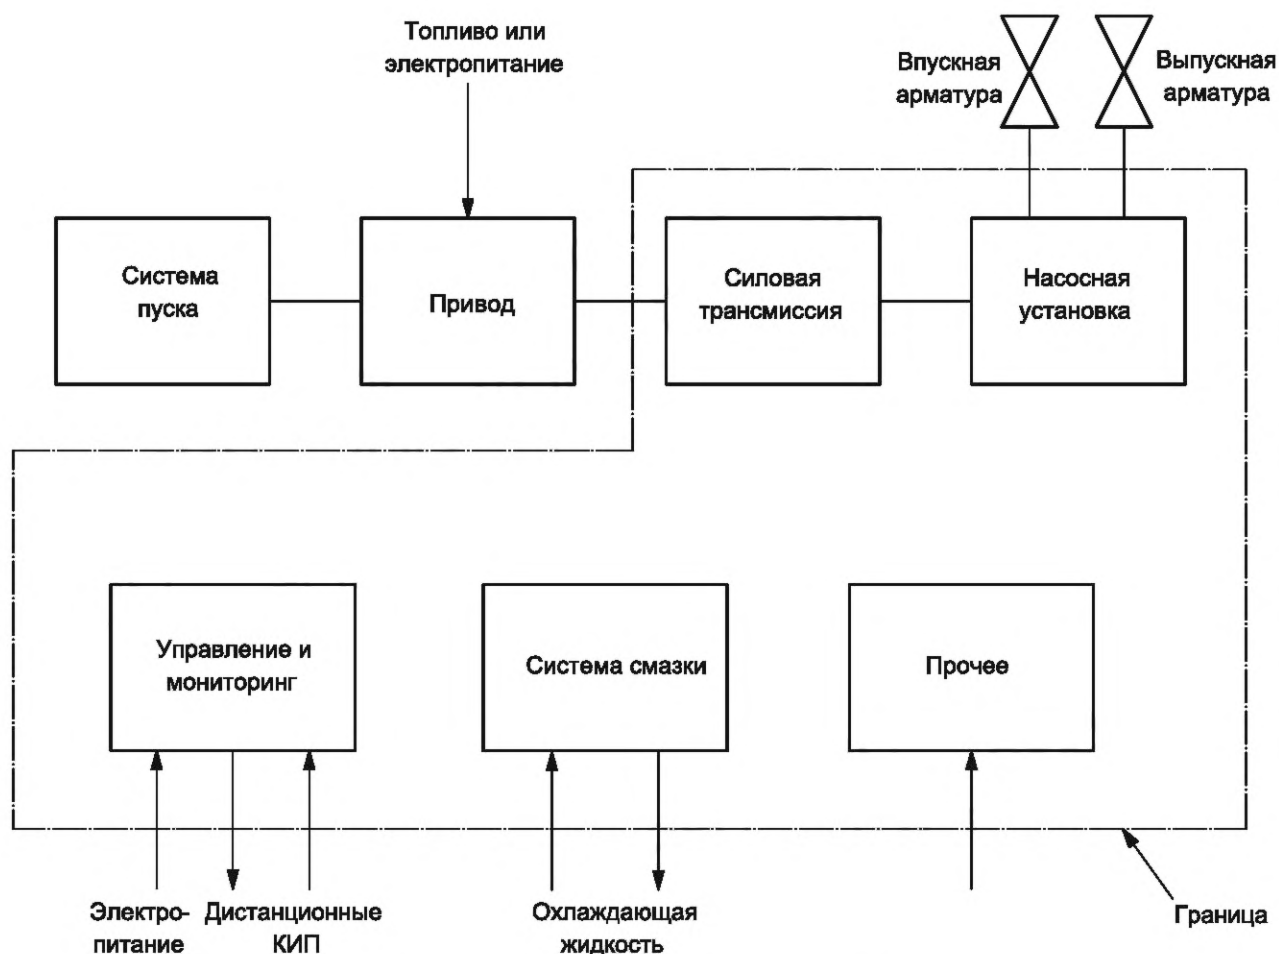 Топливо или
электропитание
Впускная
арматура
Выпускная
арматура
Система
пуска
Привод
Силовая
трансмиссия
Насосная
установка
Управление и
мониторинг
Система смазки
Прочее
Электро-
питание
Дистанционные
КИП
Охлаждающая
жидкость
Граница